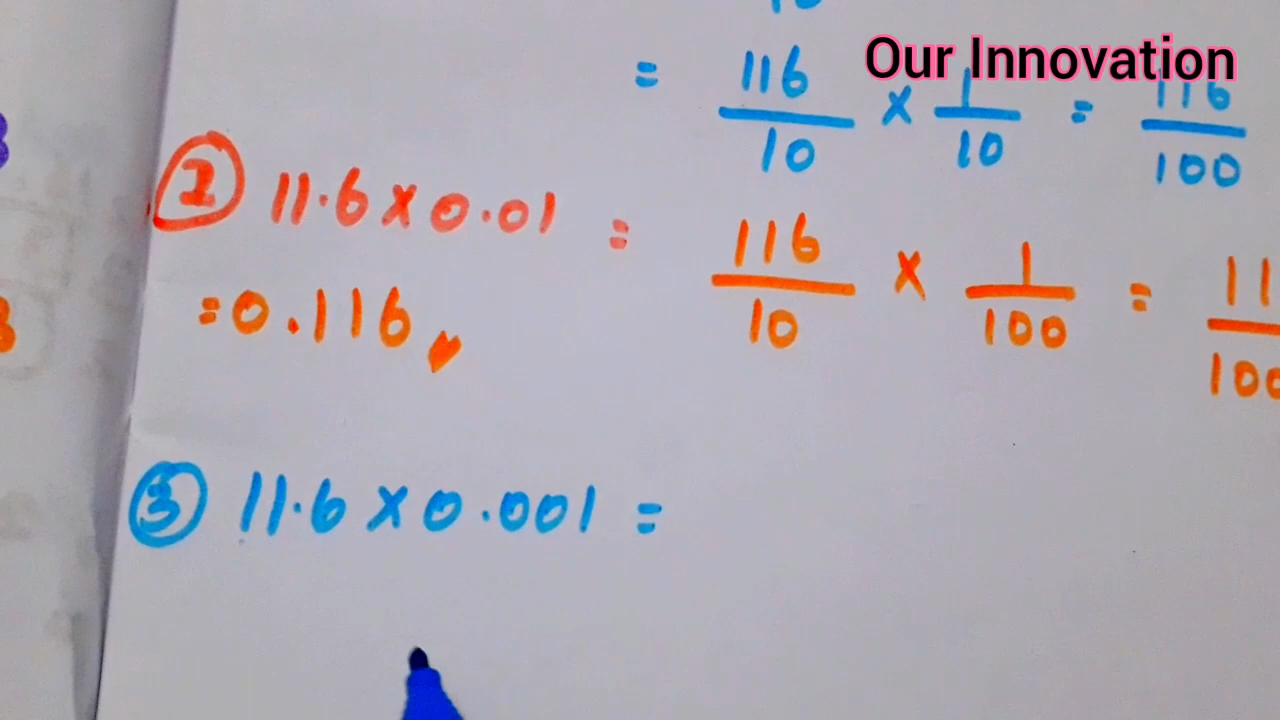 Our Innovation
= 116/10 × 1/10 = 116/100
② 11.6 × 0.01 = 116/10 × 1/100 =
= 0.116
③ 11.6 × 0.001 =